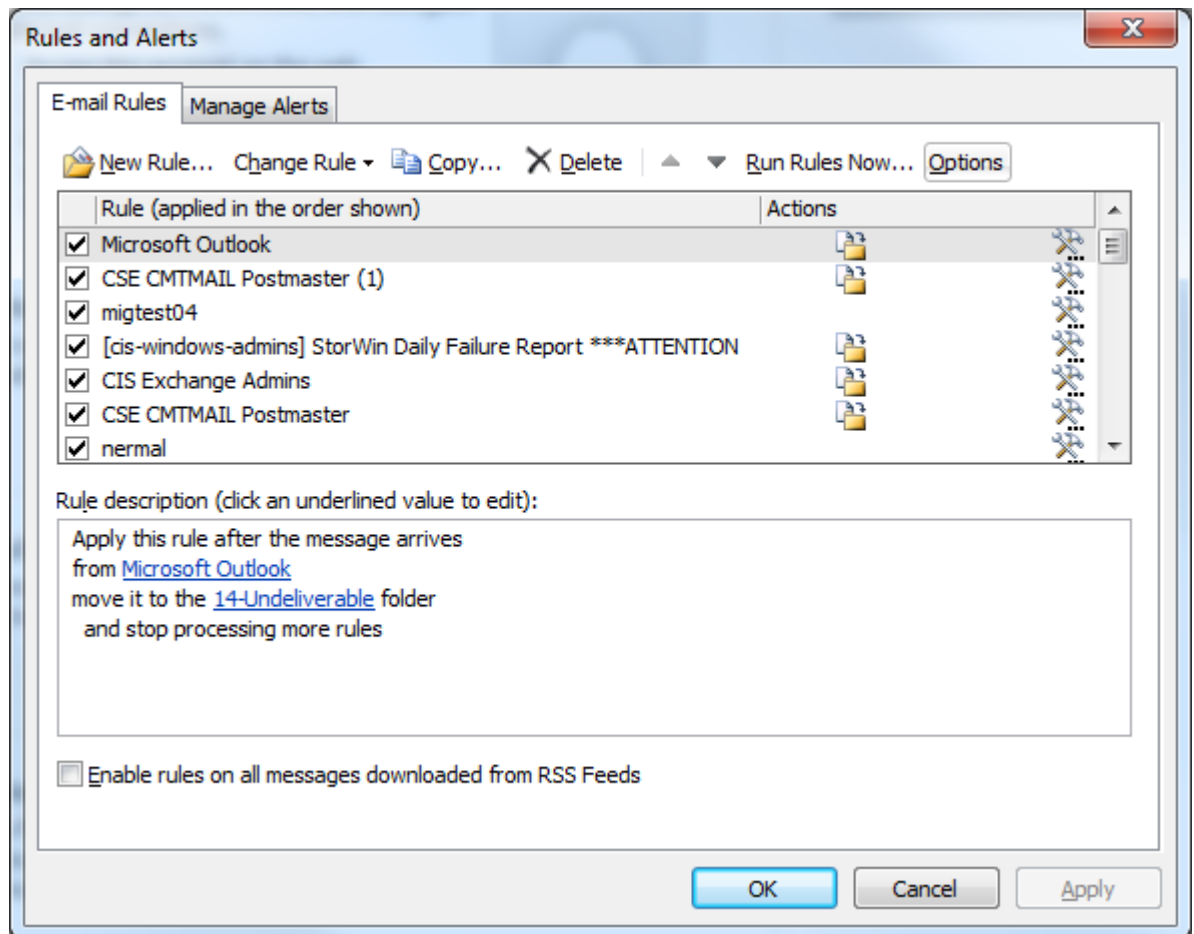 Rules and Alerts
E-mail Rules Manage Alerts
New Rule... Change Rule Copy... Delete Run Rules Now... Options
Rule (applied in the order shown) Actions
Microsoft Outlook
CSE CMTMAIL Postmaster (1)
migtest04
[cis-windows-admins] StorWin Daily Failure Report ***ATTENTION
CIS Exchange Admins
CSE CMTMAIL Postmaster
nermal
Rule description (click an underlined value to edit):
Apply this rule after the message arrives
from Microsoft Outlook
move it to the 14-Undeliverable folder
and stop processing more rules
Enable rules on all messages downloaded from RSS Feeds
OK Cancel Apply